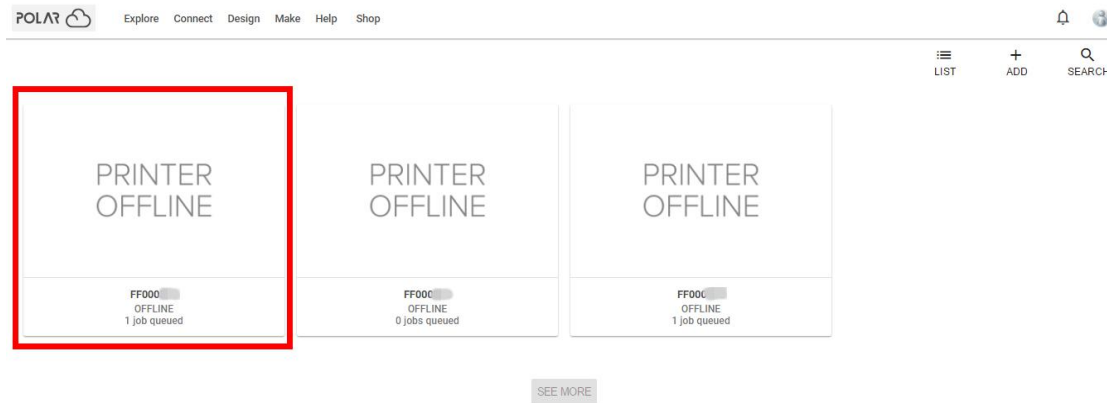 POLAR
Explore Connect Design Make Help Shop
LIST ADD SEARCH
PRINTER
OFFLINE
FF000
OFFLINE
1 job queued
PRINTER
OFFLINE
FF000
OFFLINE
0 jobs queued
PRINTER
OFFLINE
FF000
OFFLINE
1 job queued
SEE MORE